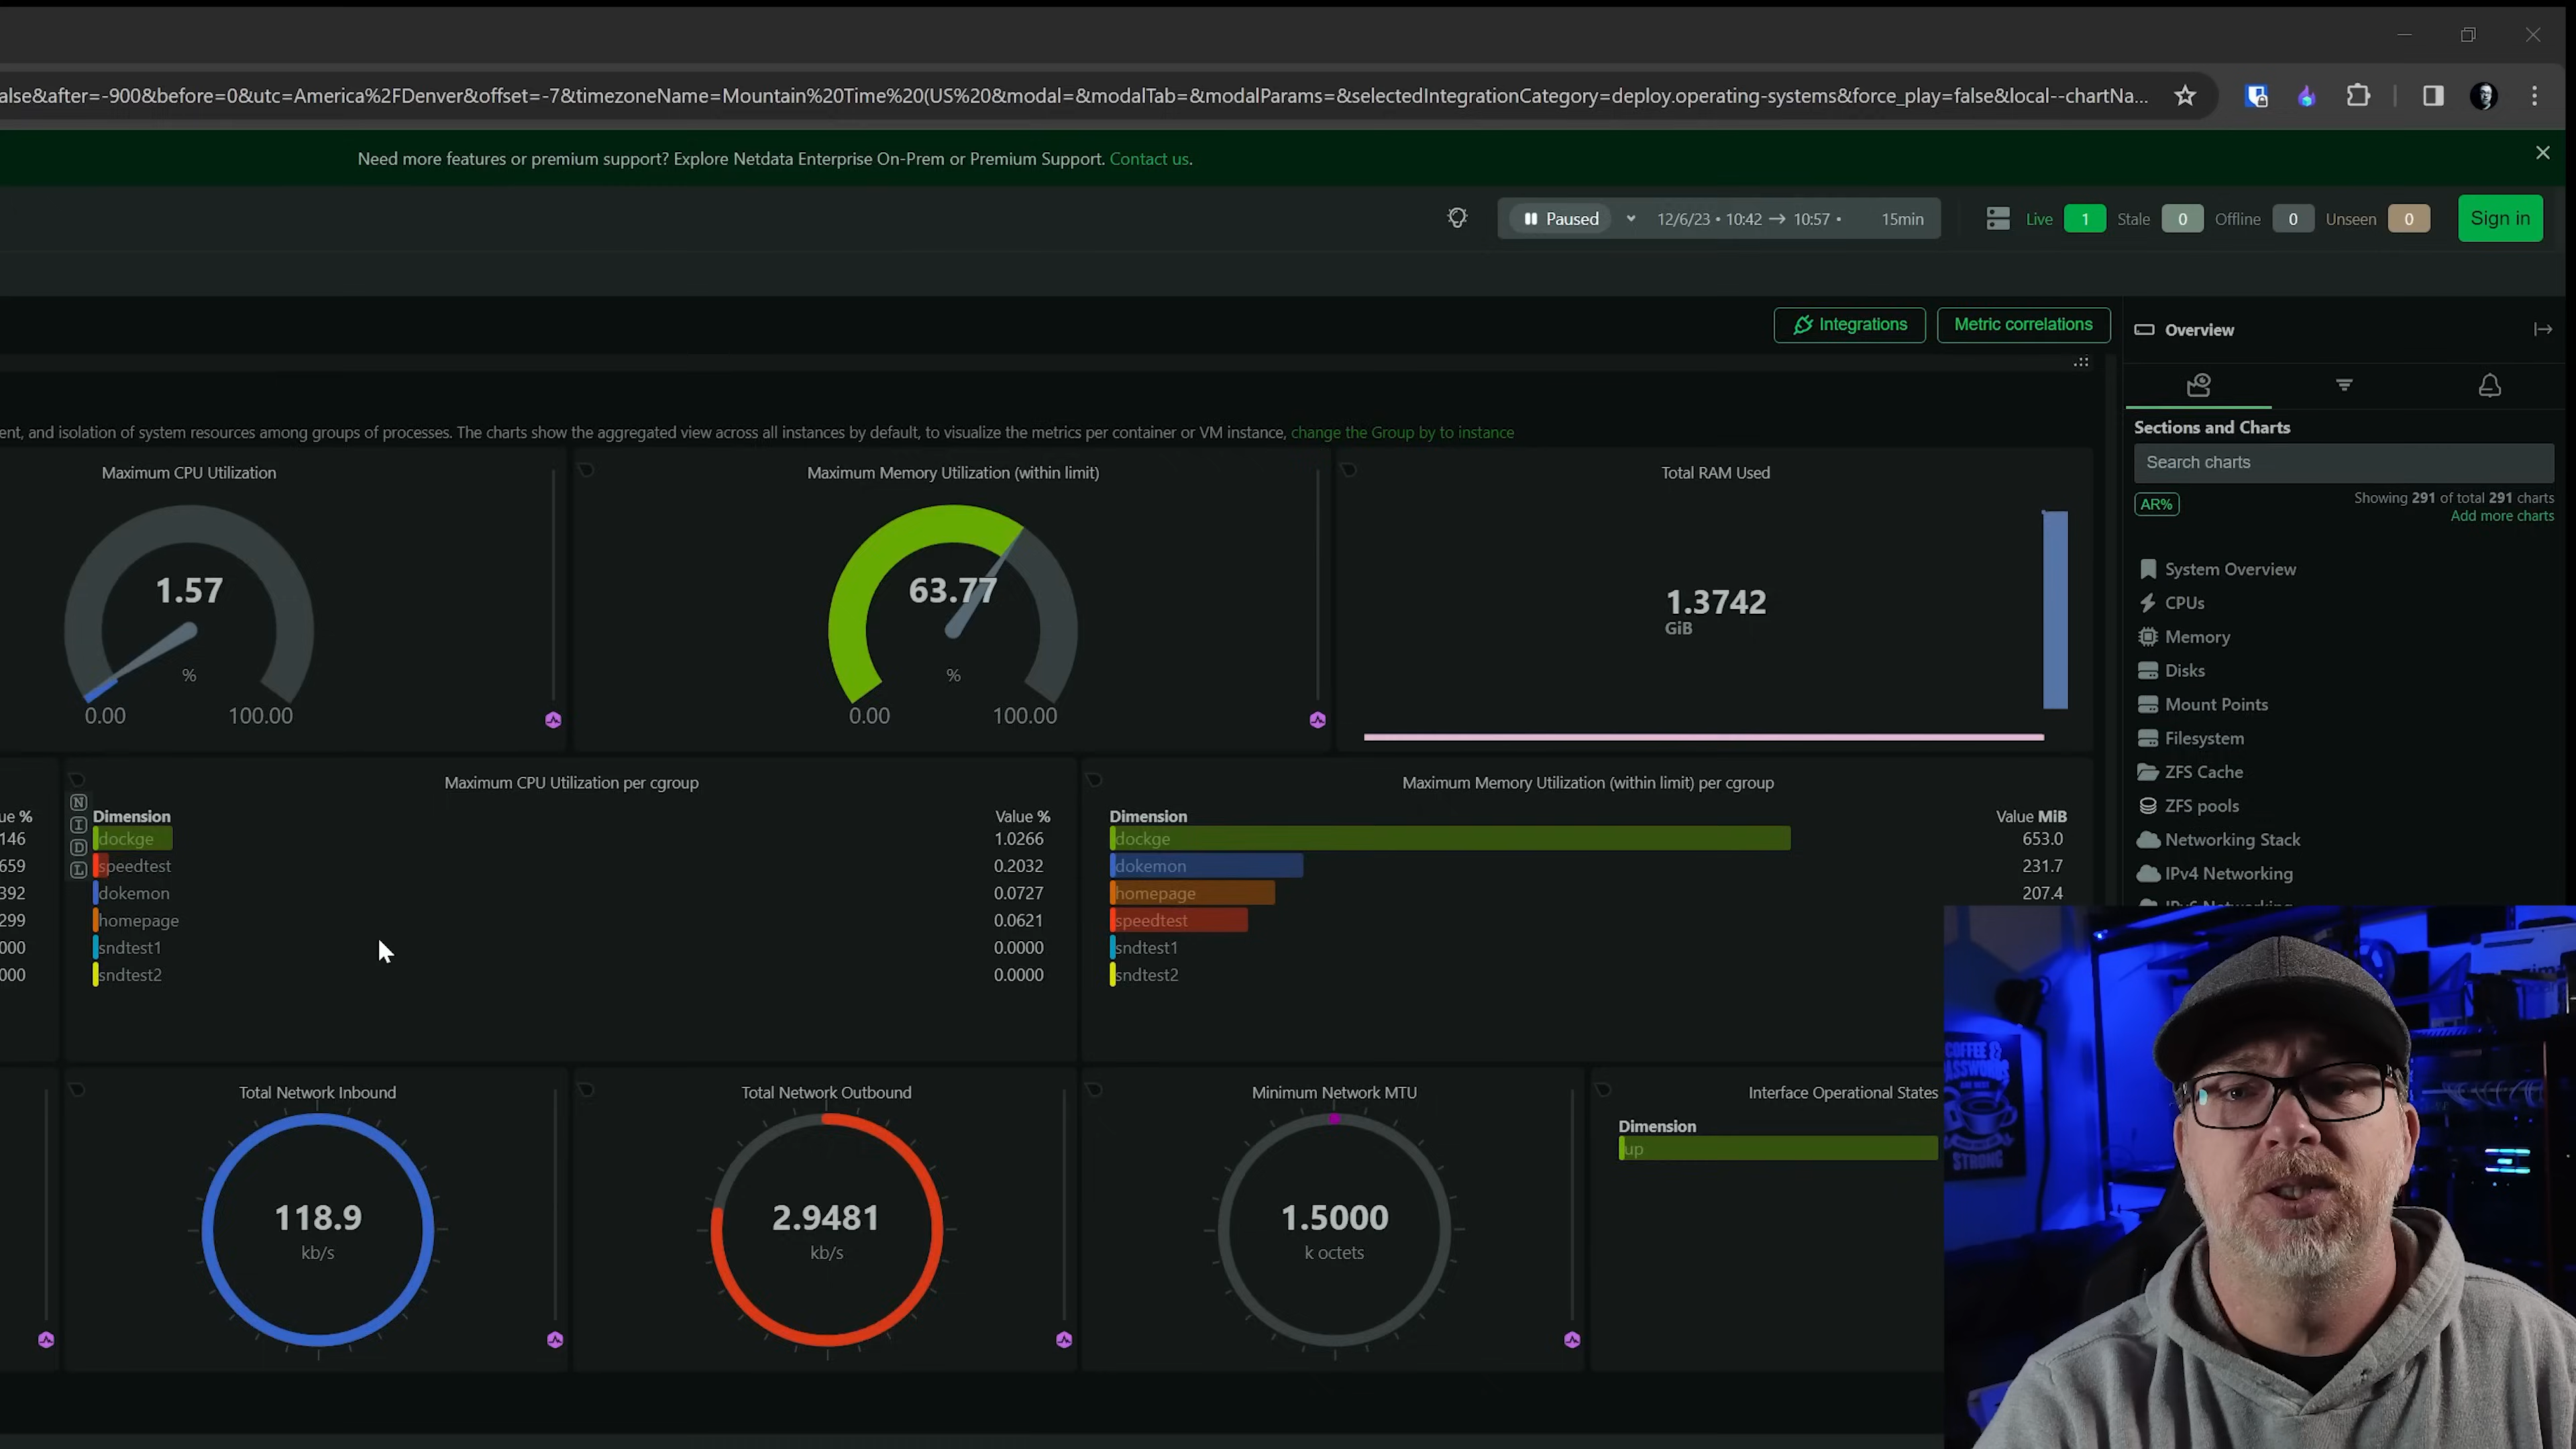 alse&after=-900&before=0&utc=America%2FDenver&offset=-7&timezoneName=Mountain%20Time%20(US%20&modal=&modalTab=&modalParams=&selectedIntegrationCategory=deploy.operating-systems&force_play=false&local--chartNa...
Need more features or premium support? Explore Netdata Enterprise On-Prem or Premium Support. Contact us.
Paused 12/6/23 • 10:42 → 10:57 • 15min Live 1 Stale 0 Offline 0 Unseen 0 Sign in
Integrations Metric correlations
Overview
Sections and Charts
Search charts
AR% Showing 291 of total 291 charts
Add more charts
System Overview
CPUs
Memory
Disks
Mount Points
Filesystem
ZFS Cache
ZFS pools
Networking Stack
IPv4 Networking
IPv6 Networking
ent, and isolation of system resources among groups of processes. The charts show the aggregated view across all instances by default, to visualize the metrics per container or VM instance, change the Group by to instance
Maximum CPU Utilization
1.57
%
0.00 100.00
Maximum Memory Utilization (within limit)
63.77
%
0.00 100.00
Total RAM Used
1.3742
GiB
ue %
146
659
392
299
000
000
N
I
D
L
Maximum CPU Utilization per cgroup
Dimension Value %
dockge 1.0266
speedtest 0.2032
dokemon 0.0727
homepage 0.0621
sndtest1 0.0000
sndtest2 0.0000
Maximum Memory Utilization (within limit) per cgroup
Dimension Value MiB
dockge 653.0
dokemon 231.7
homepage 207.4
speedtest
sndtest1
sndtest2
Total Network Inbound
118.9
kb/s
Total Network Outbound
2.9481
kb/s
Minimum Network MTU
1.5000
k octets
Interface Operational States
Dimension
up
COFFEE &
STRONG